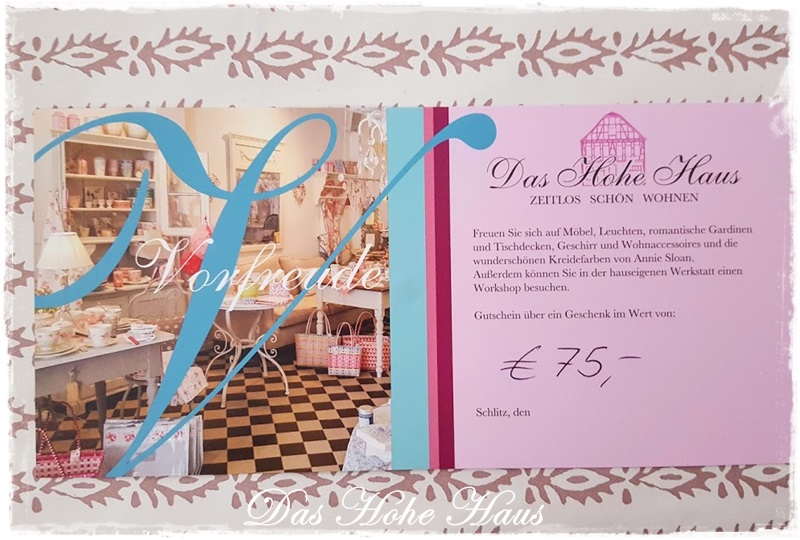 Vorfreude
Das Hohe Haus
ZEITLOS SCHÖN WOHNEN
Freuen Sie sich auf Möbel, Leuchten, romantische Gardinen
und Tischdecken, Geschirr und Wohnaccessoires und die
wunderschönen Kreidefarben von Annie Sloan.
Außerdem können Sie in der hauseigenen Werkstatt einen
Workshop besuchen.
Gutschein über ein Geschenk im Wert von:
€ 75,-
Schlitz, den
Das Hohe Haus